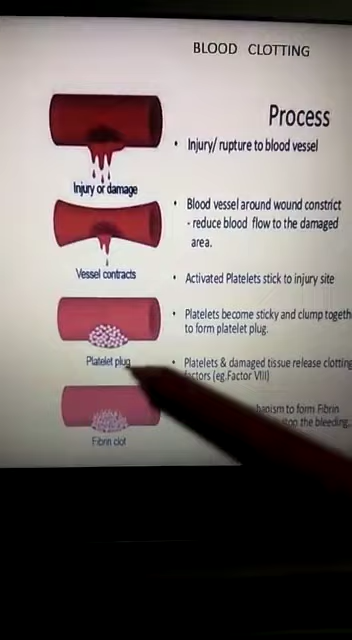 BLOOD CLOTTING
Process
• Injury/ rupture to blood vessel
Injury or damage
• Blood vessel around wound constrict
- reduce blood flow to the damaged
area.
Vessel contracts
• Activated Platelets stick to injury site
• Platelets become sticky and clump togeth
to form platelet plug.
Platelet plug
• Platelets & damaged tissue release clotting
factors (eg.Factor VIII)
to form Fibrin
the bleeding.
Fibrin clot